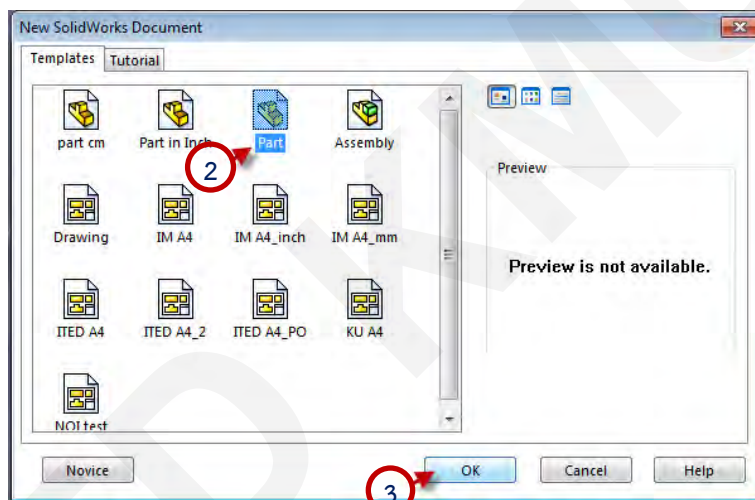 New SolidWorks Document
Templates Tutorial
part cm Part in Inch Part Assembly
2
Preview
Drawing IM A4 IM A4_inch IM A4_mm
Preview is not available.
ITED A4 ITED A4_2 ITED A4_PO KU A4
NOI test
Novice OK Cancel Help
3